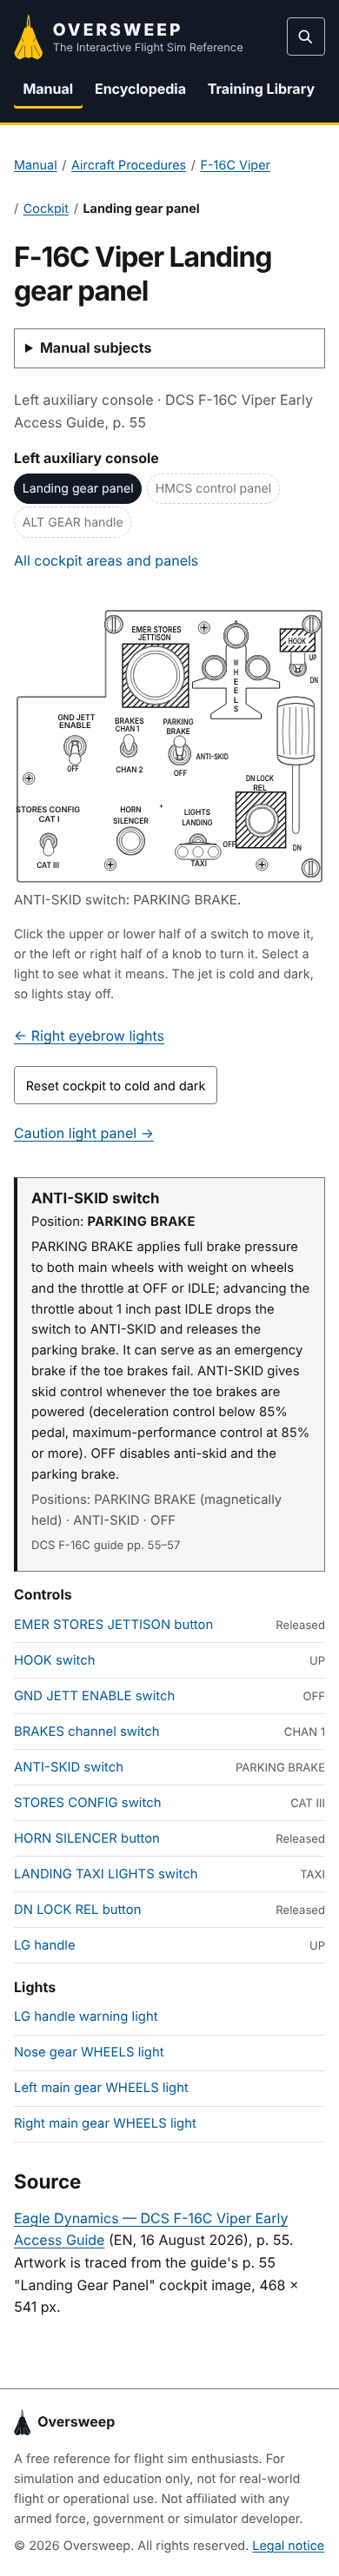 OVERSWEEP
The Interactive Flight Sim Reference
Manual Encyclopedia Training Library
Manual / Aircraft Procedures / F-16C Viper
/ Cockpit / Landing gear panel
F-16C Viper Landing
gear panel
▶ Manual subjects
Left auxiliary console · DCS F-16C Viper Early
Access Guide, p. 55
Left auxiliary console
Landing gear panel HMCS control panel
ALT GEAR handle
All cockpit areas and panels
EMER STORES
JETTISON
HOOK
UP
DN
WHEELS
GND JETT
ENABLE
OFF
BRAKES
CHAN 1
CHAN 2
PARKING
BRAKE
ANTI-SKID
OFF
DN LOCK
REL
STORES CONFIG
CAT I
CAT III
HORN
SILENCER
LIGHTS
LANDING
OFF
TAXI
DN
ANTI-SKID switch: PARKING BRAKE.
Click the upper or lower half of a switch to move it,
or the left or right half of a knob to turn it. Select a
light to see what it means. The jet is cold and dark,
so lights stay off.
← Right eyebrow lights
Reset cockpit to cold and dark
Caution light panel →
ANTI-SKID switch
Position: PARKING BRAKE
PARKING BRAKE applies full brake pressure
to both main wheels with weight on wheels
and the throttle at OFF or IDLE; advancing the
throttle about 1 inch past IDLE drops the
switch to ANTI-SKID and releases the
parking brake. It can serve as an emergency
brake if the toe brakes fail. ANTI-SKID gives
skid control whenever the toe brakes are
powered (deceleration control below 85%
pedal, maximum-performance control at 85%
or more). OFF disables anti-skid and the
parking brake.
Positions: PARKING BRAKE (magnetically
held) · ANTI-SKID · OFF
DCS F-16C guide pp. 55–57
Controls
EMER STORES JETTISON button Released
HOOK switch UP
GND JETT ENABLE switch OFF
BRAKES channel switch CHAN 1
ANTI-SKID switch PARKING BRAKE
STORES CONFIG switch CAT III
HORN SILENCER button Released
LANDING TAXI LIGHTS switch TAXI
DN LOCK REL button Released
LG handle UP
Lights
LG handle warning light
Nose gear WHEELS light
Left main gear WHEELS light
Right main gear WHEELS light
Source
Eagle Dynamics — DCS F-16C Viper Early
Access Guide (EN, 16 August 2026), p. 55.
Artwork is traced from the guide's p. 55
"Landing Gear Panel" cockpit image, 468 ×
541 px.
Oversweep
A free reference for flight sim enthusiasts. For
simulation and education only, not for real-world
flight or operational use. Not affiliated with any
armed force, government or simulator developer.
© 2026 Oversweep. All rights reserved. Legal notice